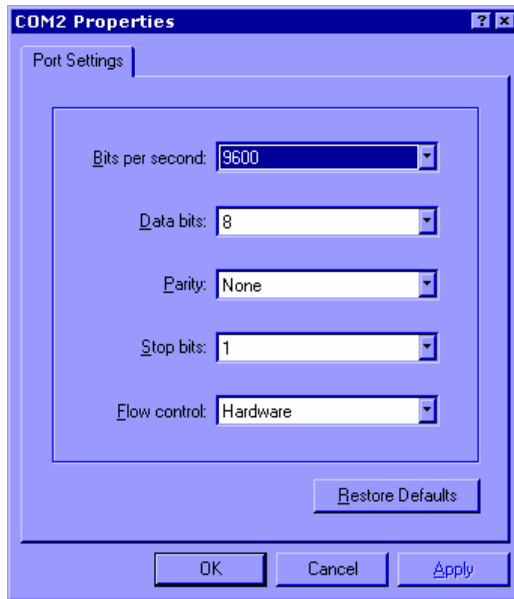 COM2 Properties
Port Settings
Bits per second: 9600
Data bits: 8
Parity: None
Stop bits: 1
Flow control: Hardware
Restore Defaults
OK Cancel Apply